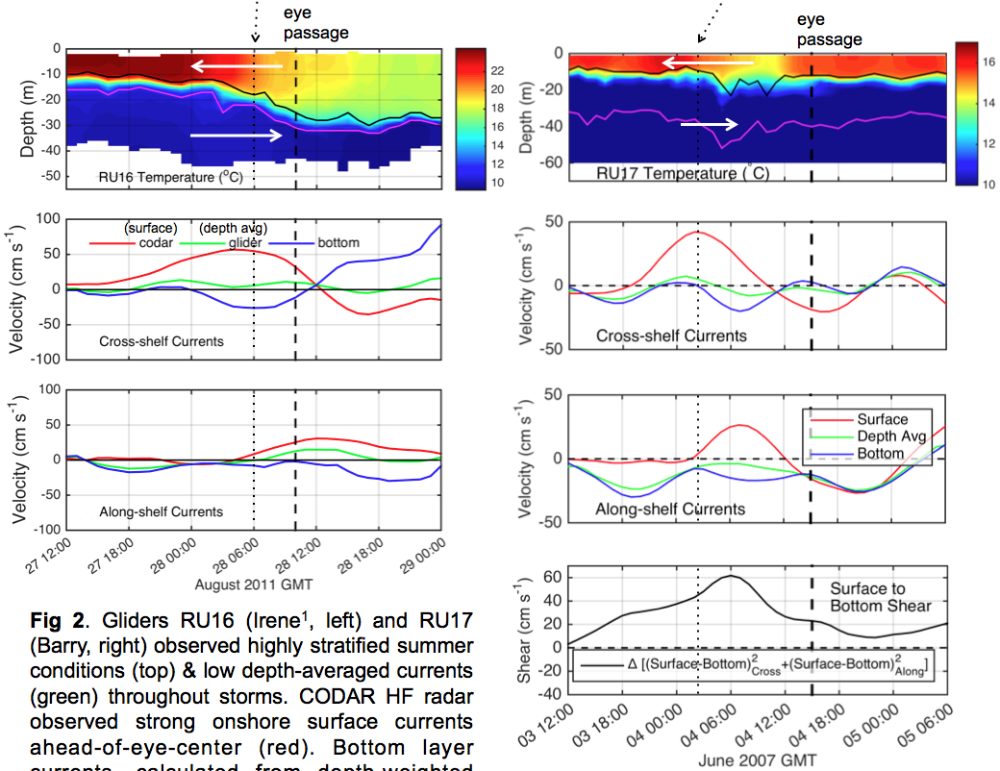 eye
passage
eye
passage
0
-10
-20
-30
-40
-50
Depth (m)
RU16 Temperature (°C)
22
20
18
16
14
12
10
0
-20
-40
-60
Depth (m)
RU17 Temperature (°C)
16
14
12
10
100
50
0
-50
-100
Velocity (cm s-1)
(surface) (depth avg)
codar glider bottom
Cross-shelf Currents
50
0
-50
Velocity (cm s-1)
Cross-shelf Currents
100
50
0
-50
-100
Velocity (cm s-1)
Along-shelf Currents
27 12:00
27 18:00
28 00:00
28 06:00
28 12:00
28 18:00
29 00:00
August 2011 GMT
50
0
-50
Velocity (cm s-1)
Surface
Depth Avg
Bottom
Along-shelf Currents
60
40
20
0
-20
-40
Shear (cm s-1)
Surface to
Bottom Shear
Δ [(Surface-Bottom)²Cross+(Surface-Bottom)²Along]
03 12:00
03 18:00
04 00:00
04 06:00
04 12:00
04 18:00
05 00:00
05 06:00
June 2007 GMT
Fig 2. Gliders RU16 (Irene¹, left) and RU17
(Barry, right) observed highly stratified summer
conditions (top) & low depth-averaged currents
(green) throughout storms. CODAR HF radar
observed strong onshore surface currents
ahead-of-eye-center (red). Bottom layer
currents, calculated from depth-weighted